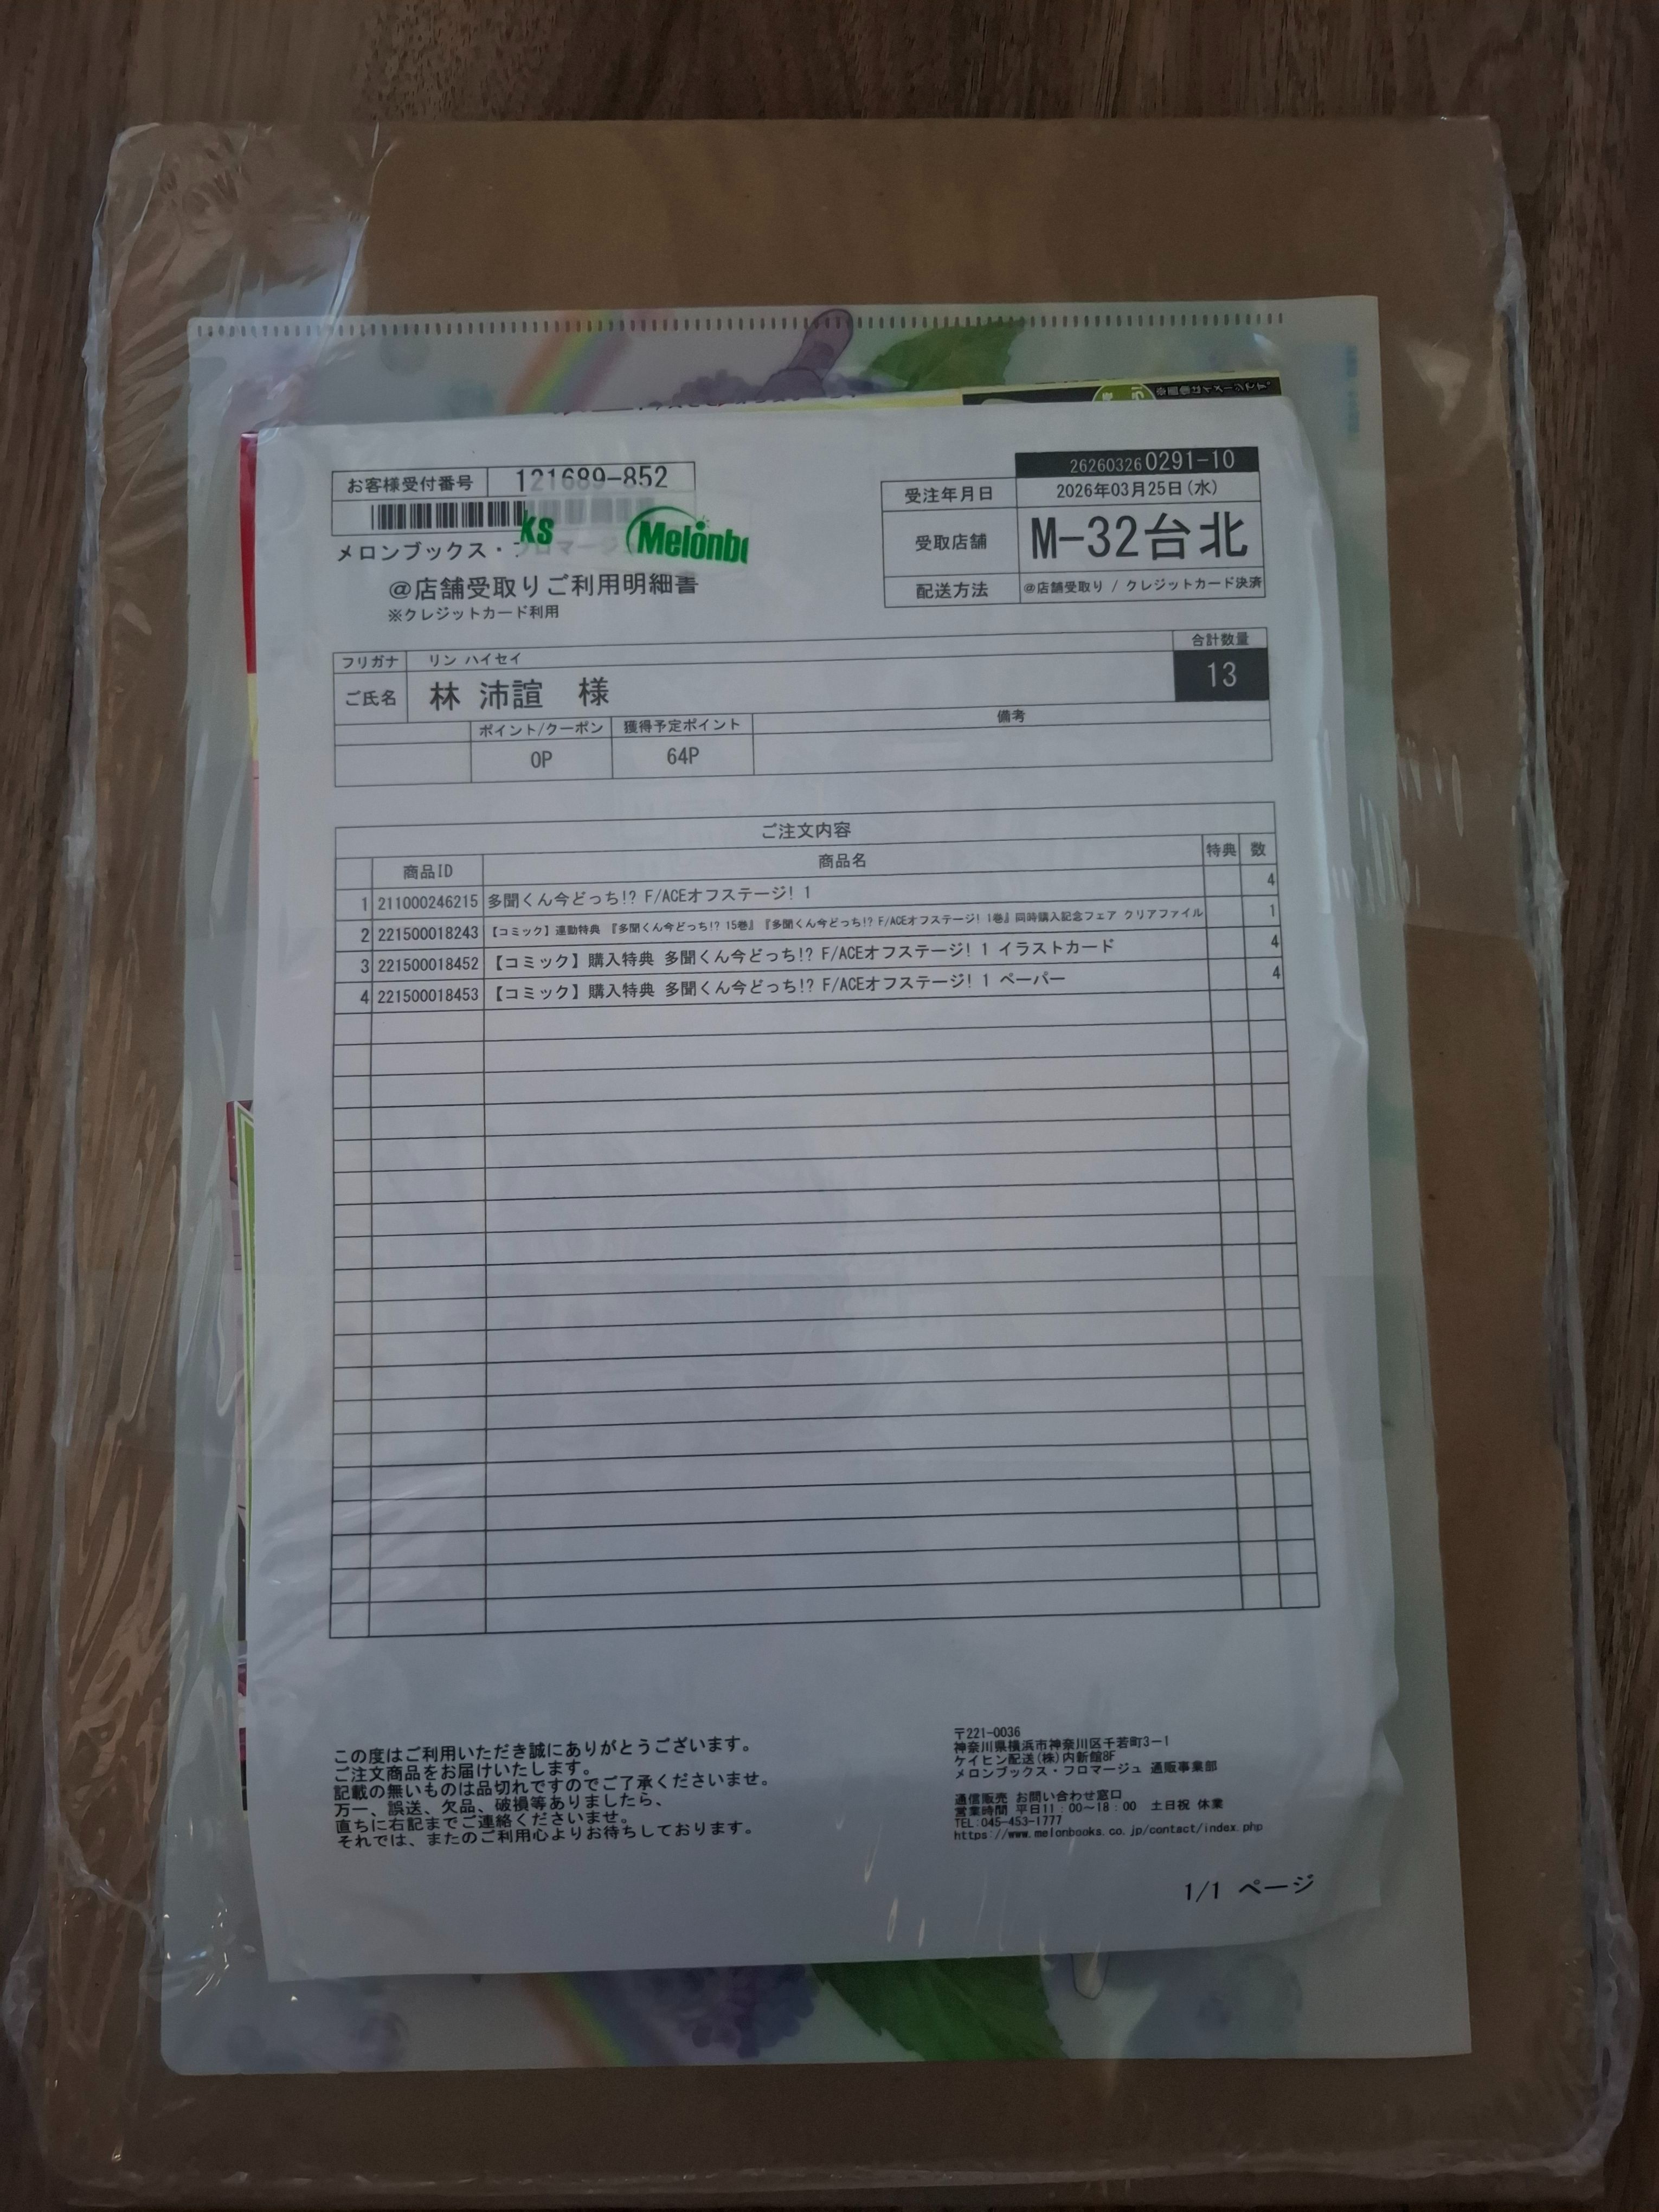 ※画像はイメージです。
262603260291-10
お客様受付番号 121689-852
受注年月日 2026年03月25日(水)
受取店舗 M-32台北
配送方法 @店舗受取り / クレジットカード決済
ks Melonb
メロンブックス・フロマージュ
@店舗受取りご利用明細書
※クレジットカード利用
フリガナ リン ハイセイ
合計数量
ご氏名 林 沛諠 様
13
ポイント/クーポン 獲得予定ポイント 備考
0P 64P
ご注文内容
商品ID 商品名 特典 数
1 211000246215 多聞くん今どっち!? F/ACEオフステージ! 1 4
2 221500018243 【コミック】連動特典 『多聞くん今どっち!? 15巻』『多聞くん今どっち!? F/ACEオフステージ! 1巻』同時購入記念フェア クリアファイル 1
3 221500018452 【コミック】購入特典 多聞くん今どっち!? F/ACEオフステージ! 1 イラストカード 4
4 221500018453 【コミック】購入特典 多聞くん今どっち!? F/ACEオフステージ! 1 ペーパー 4
この度はご利用いただき誠にありがとうございます。
ご注文商品をお届けいたします。
記載の無いものは品切れですのでご了承くださいませ。
万一、誤送、欠品、破損等ありましたら、
直ちに右記までご連絡くださいませ。
それでは、またのご利用心よりお待ちしております。
〒221-0036
神奈川県横浜市神奈川区千若町3-1
ケイヒン配送(株)内新館8F
メロンブックス・フロマージュ 通販事業部
通信販売 お問い合わせ窓口
営業時間 平日11:00~18:00 土日祝 休業
TEL:045-453-1777
https://www.melonbooks.co.jp/contact/index.php
1/1 ページ